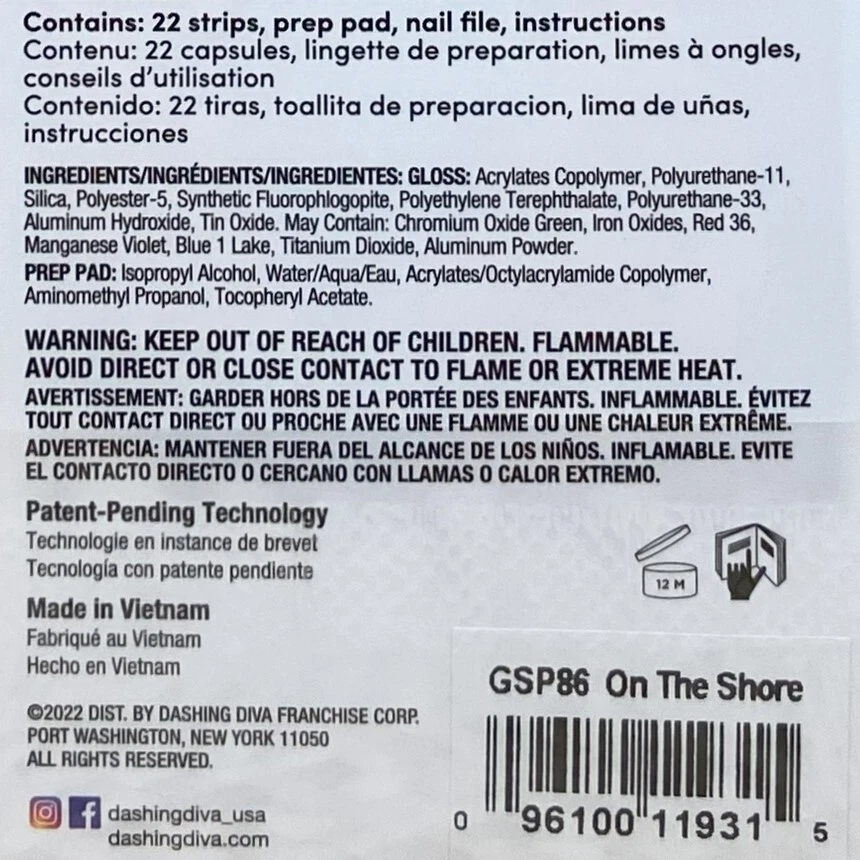 Contains: 22 strips, prep pad, nail file, instructions
Contenu: 22 capsules, lingette de preparation, limes à ongles,
conseils d'utilisation
Contenido: 22 tiras, toallita de preparacion, lima de uñas,
instrucciones
INGREDIENTS/INGRÉDIENTS/INGREDIENTES: GLOSS: Acrylates Copolymer, Polyurethane-11,
Silica, Polyester-5, Synthetic Fluorophlogopite, Polyethylene Terephthalate, Polyurethane-33,
Aluminum Hydroxide, Tin Oxide. May Contain: Chromium Oxide Green, Iron Oxides, Red 36,
Manganese Violet, Blue 1 Lake, Titanium Dioxide, Aluminum Powder.
PREP PAD: Isopropyl Alcohol, Water/Aqua/Eau, Acrylates/Octylacrylamide Copolymer,
Aminomethyl Propanol, Tocopheryl Acetate.
WARNING: KEEP OUT OF REACH OF CHILDREN. FLAMMABLE.
AVOID DIRECT OR CLOSE CONTACT TO FLAME OR EXTREME HEAT.
AVERTISSEMENT: GARDER HORS DE LA PORTÉE DES ENFANTS. INFLAMMABLE. ÉVITEZ
TOUT CONTACT DIRECT OU PROCHE AVEC UNE FLAMME OU UNE CHALEUR EXTRÊME.
ADVERTENCIA: MANTENER FUERA DEL ALCANCE DE LOS NIÑOS. INFLAMABLE. EVITE
EL CONTACTO DIRECTO O CERCANO CON LLAMAS O CALOR EXTREMO.
Patent-Pending Technology
Technologie en instance de brevet
Tecnología con patente pendiente
12 M
Made in Vietnam
Fabriqué au Vietnam
Hecho en Vietnam
GSP86 On The Shore
©2022 DIST. BY DASHING DIVA FRANCHISE CORP.
PORT WASHINGTON, NEW YORK 11050
ALL RIGHTS RESERVED.
dashingdiva_usa
dashingdiva.com
0 96100 11931 5